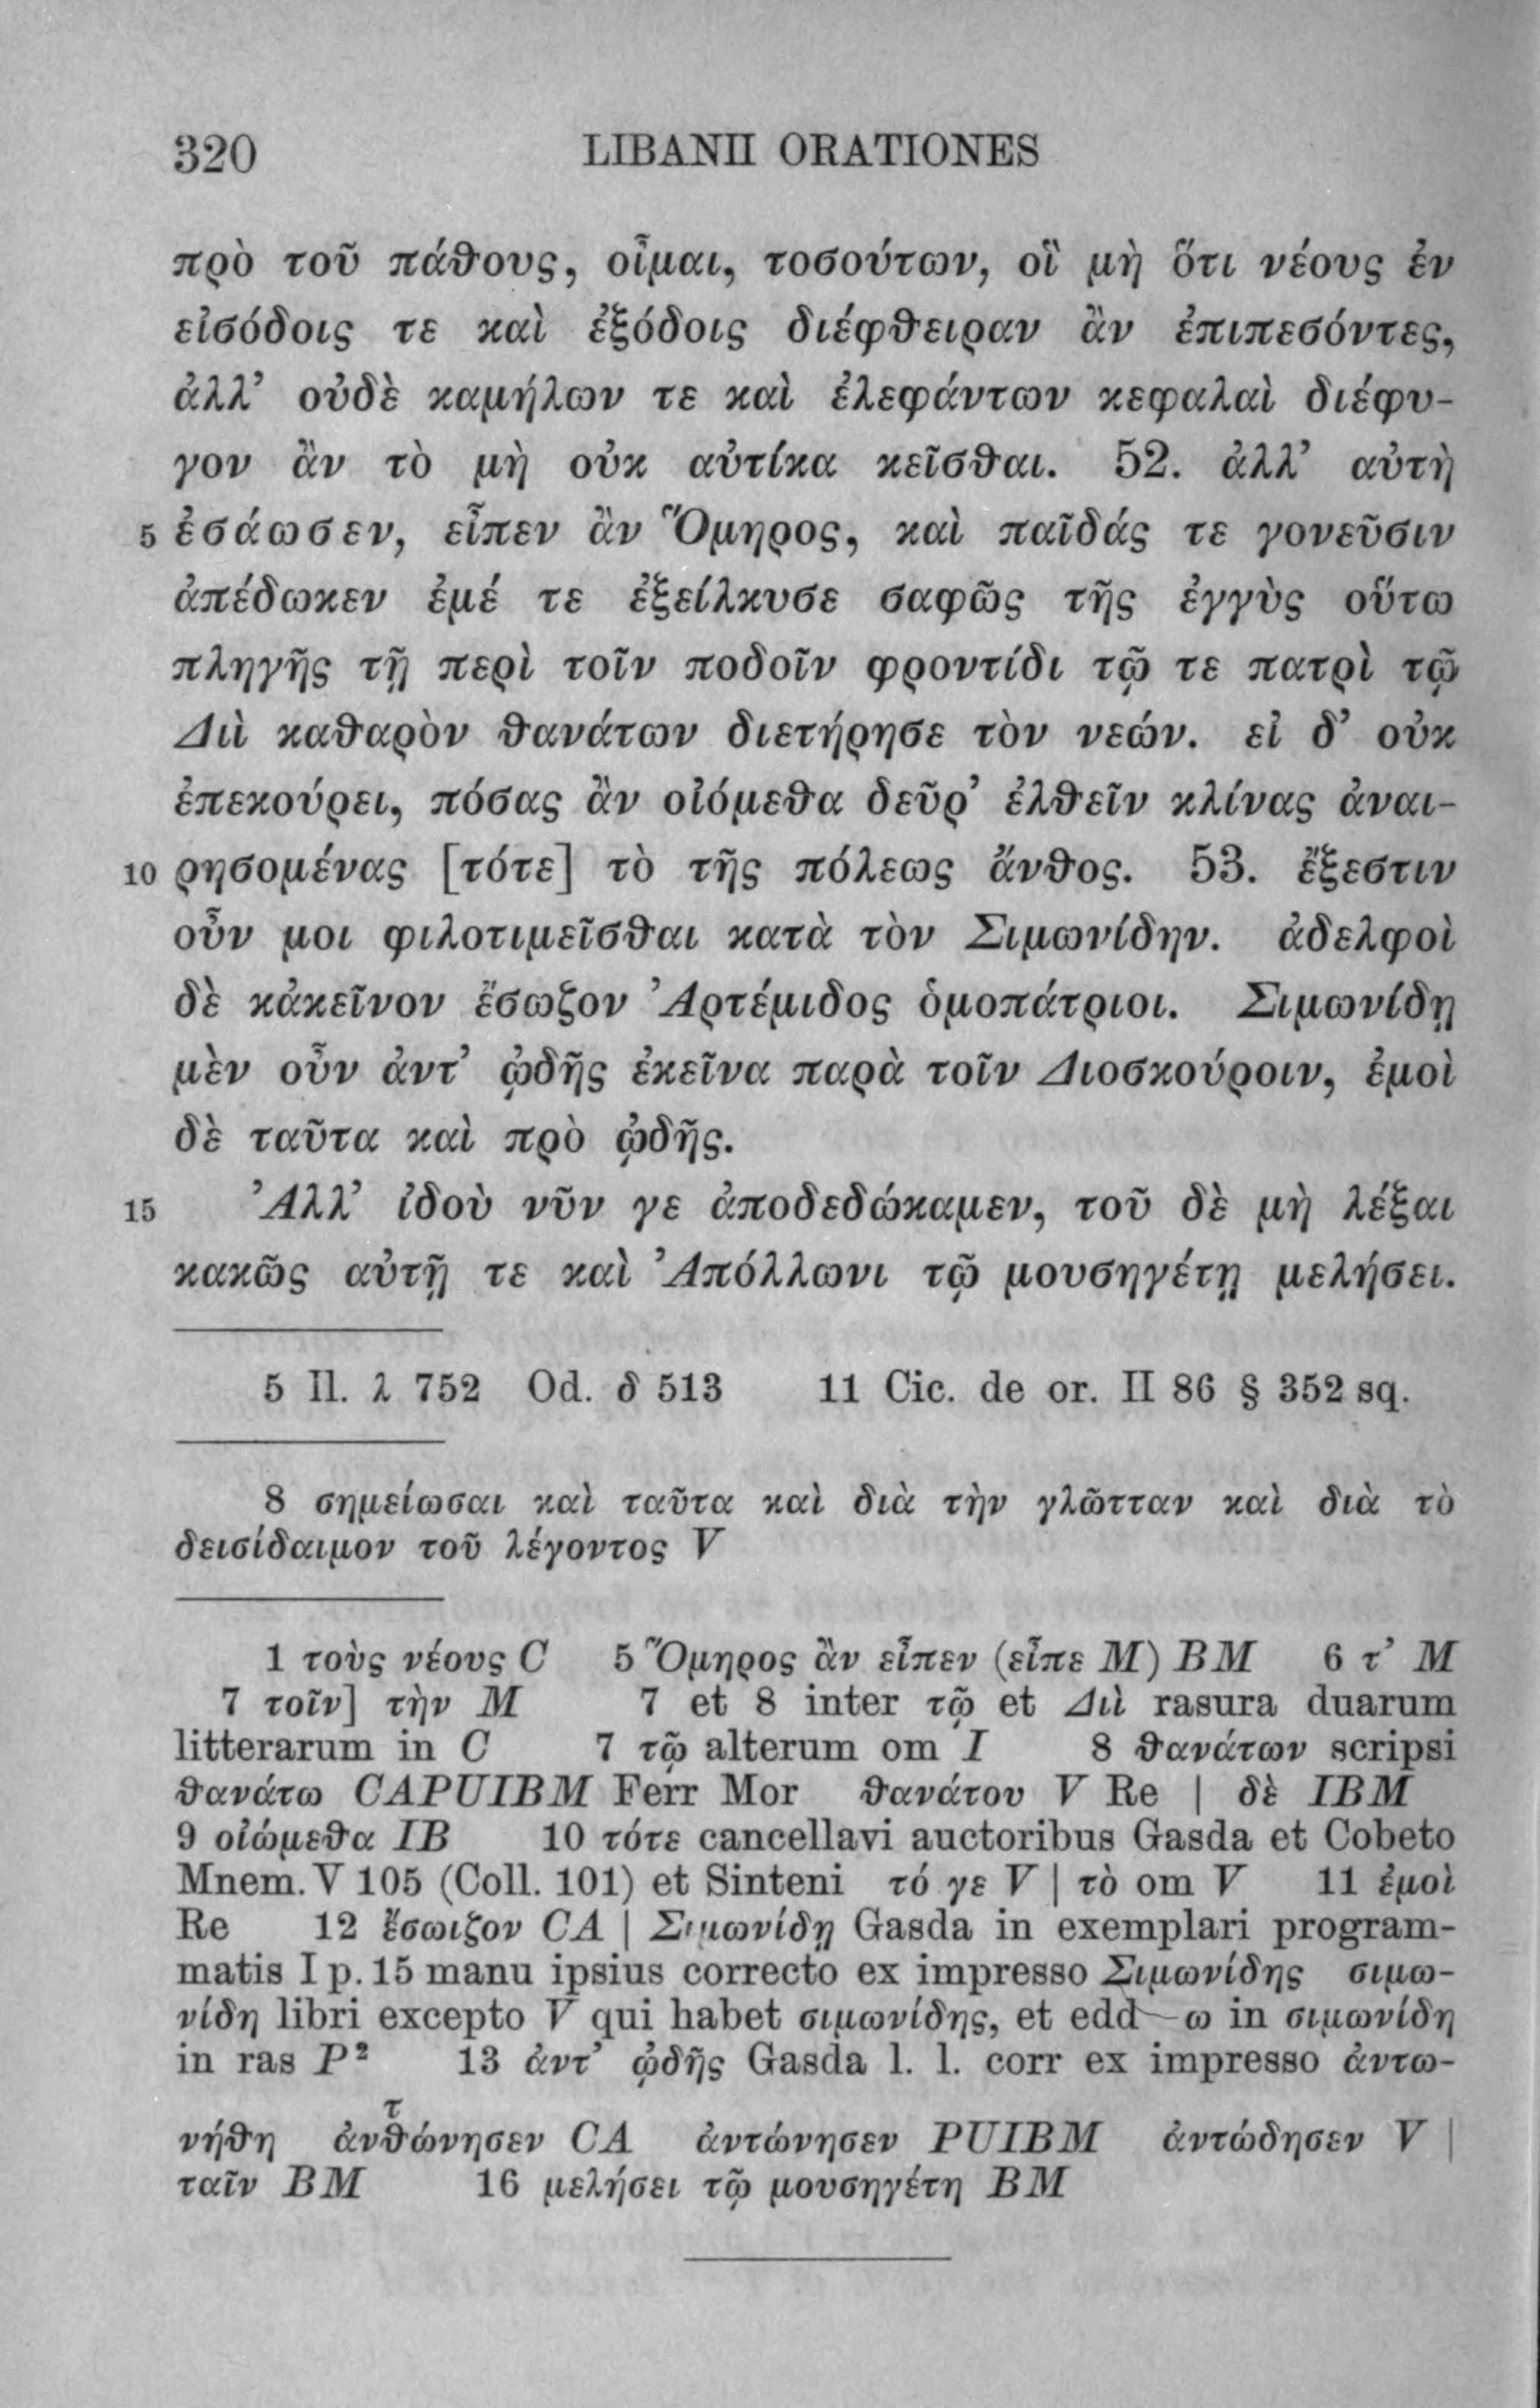 320 LIBANII ORATIONES
πρὸ τοῦ πάθους, οἶμαι, τοσούτων, οἳ μὴ ὅτι νέους ἐν
εἰσόδοις τε καὶ ἐξόδοις διέφθειραν ἂν ἐπιπεσόντες,
ἀλλ’ οὐδὲ καμήλων τε καὶ ἐλεφάντων κεφαλαὶ διέφυ-
γον ἂν τὸ μὴ οὐκ αὐτίκα κεῖσθαι. 52. ἀλλ’ αὐτὴ
5 ἐσάωσεν, εἶπεν ἂν Ὅμηρος, καὶ παῖδάς τε γονεῦσιν
ἀπέδωκεν ἐμέ τε ἐξείλκυσε σαφῶς τῆς ἐγγὺς οὕτω
πληγῆς τῇ περὶ τοῖν ποδοῖν φροντίδι τῷ τε πατρὶ τῷ
Διὶ καθαρὸν θανάτων διετήρησε τὸν νεών. εἰ δ’ οὐκ
ἐπεκούρει, πόσας ἂν οἰόμεθα δεῦρ’ ἐλθεῖν κλίνας ἀναι-
10 ρησομένας [τότε] τὸ τῆς πόλεως ἄνθος. 53. ἔξεστιν
οὖν μοι φιλοτιμεῖσθαι κατὰ τὸν Σιμωνίδην. ἀδελφοὶ
δὲ κἀκεῖνον ἔσωζον Ἀρτέμιδος ὁμοπάτριοι. Σιμωνίδῃ
μὲν οὖν ἀντ’ ᾠδῆς ἐκεῖνα παρὰ τοῖν Διοσκούροιν, ἐμοὶ
δὲ ταῦτα καὶ πρὸ ᾠδῆς.
15 Ἀλλ’ ἰδοὺ νῦν γε ἀποδεδώκαμεν, τοῦ δὲ μὴ λέξαι
κακῶς αὐτῇ τε καὶ Ἀπόλλωνι τῷ μουσηγέτῃ μελήσει.
5 Il. λ 752 Od. δ 513 11 Cic. de or. II 86 § 352 sq.
8 σημείωσαι καὶ ταῦτα καὶ διὰ τὴν γλῶτταν καὶ διὰ τὸ
δεισίδαιμον τοῦ λέγοντος V
1 τοὺς νέους C 5 Ὅμηρος ἂν εἶπεν (εἶπε M) BM 6 τ’ M
7 τοῖν] τὴν M 7 et 8 inter τῷ et Διὶ rasura duarum
litterarum in C 7 τῷ alterum om I 8 θανάτων scripsi
θανάτω CAPUIBM Ferr Mor θανάτου V Re | δὲ IBM
9 οἰώμεθα IB 10 τότε cancellavi auctoribus Gasda et Cobeto
Mnem. V 105 (Coll. 101) et Sinteni τό γε V | τὸ om V 11 ἐμοὶ
Re 12 ἔσωιζον CA | Σιμωνίδῃ Gasda in exemplari program-
matis I p. 15 manu ipsius correcto ex impresso Σιμωνίδης σιμω-
νίδη libri excepto V qui habet σιμωνίδης, et edd — ω in σιμωνίδη
in ras P² 13 ἀντ’ ᾠδῆς Gasda l. l. corr ex impresso ἀντω-
τ
νήθη ἀνθώνησεν CA ἀντώνησεν PUIBM ἀντώδησεν V |
ταῖν BM 16 μελήσει τῷ μουσηγέτη BM